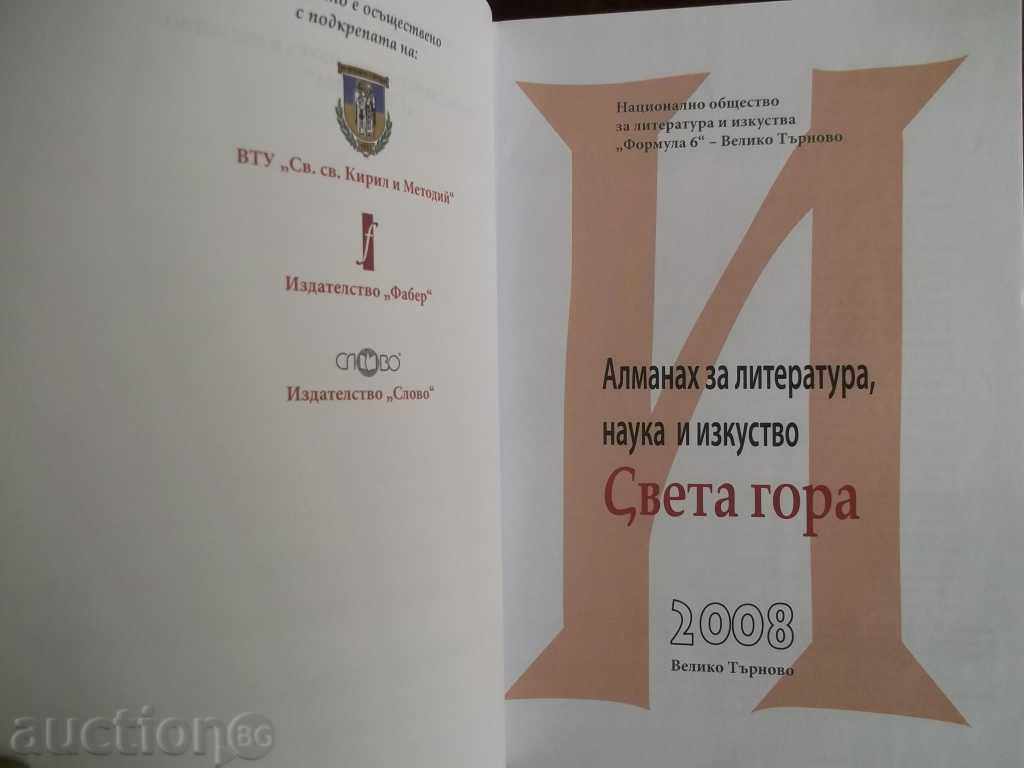 е осъществено
с подкрепата на:
ВТУ „Св. св. Кирил и Методий“
f
Издателство „Фабер“
СЛОВО
Издателство „Слово“
И
Национално общество
за литература и изкуства
„Формула 6“ – Велико Търново
Алманах за литература,
наука и изкуство
Света гора
2008
Велико Търново
auction BG